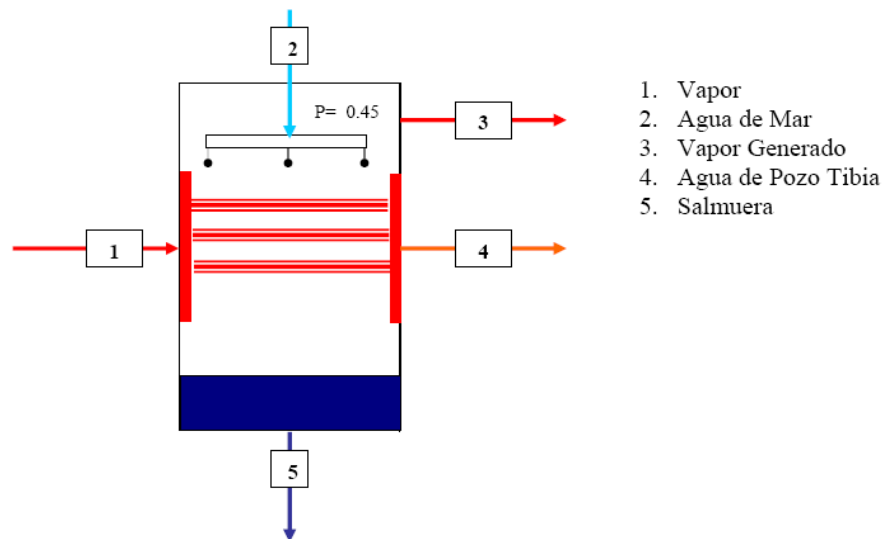 2
P= 0.45
3
1
4
5
1. Vapor
2. Agua de Mar
3. Vapor Generado
4. Agua de Pozo Tibia
5. Salmuera